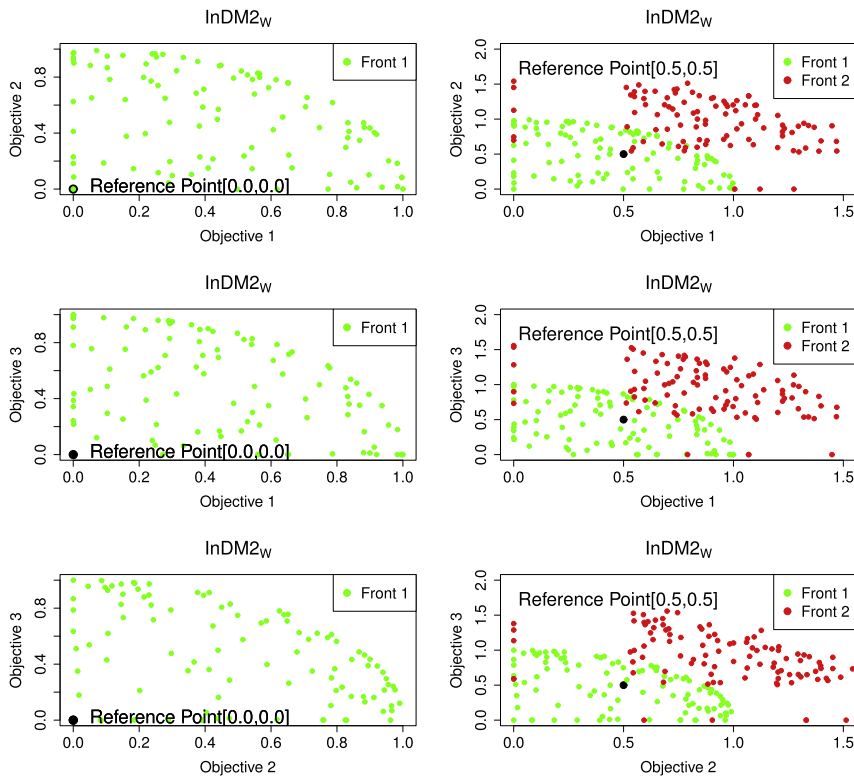 InDM2W
Objective 2
0.0 0.4 0.8
Front 1
Reference Point[0.0,0.0]
0.0 0.2 0.4 0.6 0.8 1.0
Objective 1
InDM2W
Objective 2
0.0 0.5 1.0 1.5 2.0
Reference Point[0.5,0.5]
Front 1
Front 2
0.0 0.5 1.0 1.5
Objective 1
InDM2W
Objective 3
0.0 0.4 0.8
Front 1
Reference Point[0.0,0.0]
0.0 0.2 0.4 0.6 0.8 1.0
Objective 1
InDM2W
Objective 3
0.0 0.5 1.0 1.5 2.0
Reference Point[0.5,0.5]
Front 1
Front 2
0.0 0.5 1.0 1.5
Objective 1
InDM2W
Objective 3
0.0 0.4 0.8
Front 1
Reference Point[0.0,0.0]
0.0 0.2 0.4 0.6 0.8 1.0
Objective 2
InDM2W
Objective 3
0.0 0.5 1.0 1.5 2.0
Reference Point[0.5,0.5]
Front 1
Front 2
0.0 0.5 1.0 1.5
Objective 2